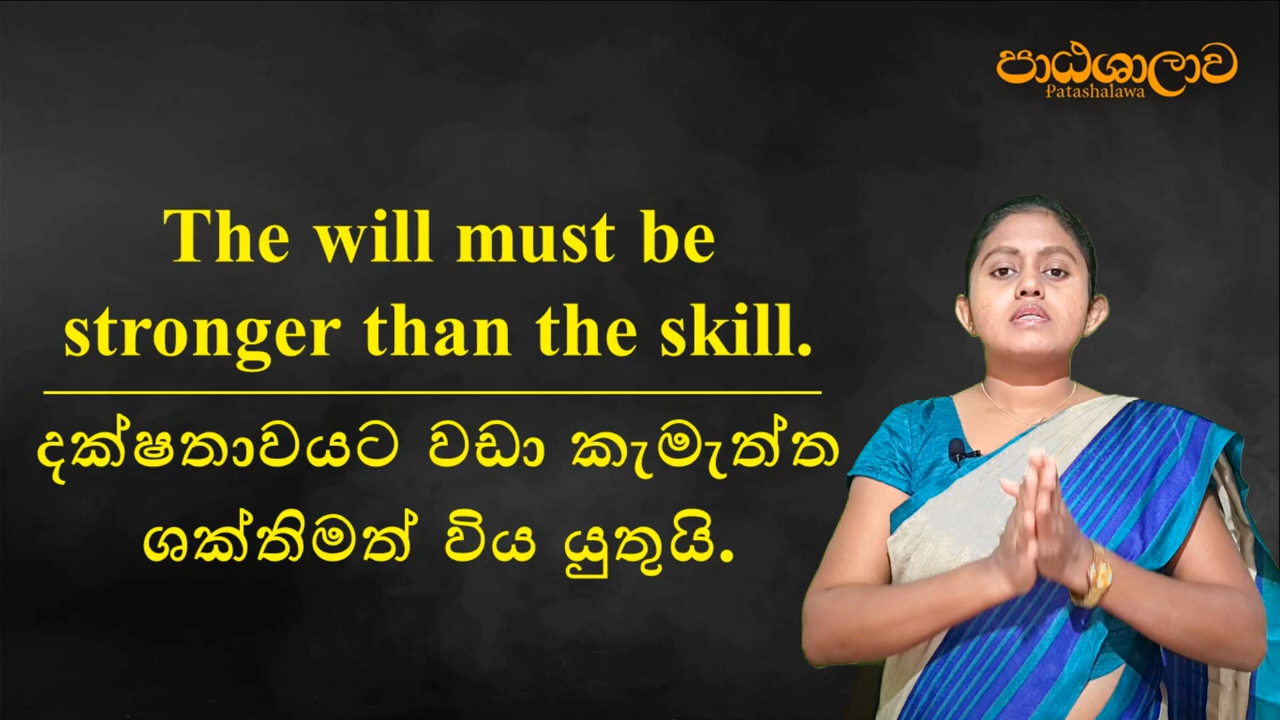 පාඨශාලාව
Patashalawa
The will must be
stronger than the skill.
දක්ෂතාවයට වඩා කැමැත්ත
ශක්තිමත් විය යුතුයි.